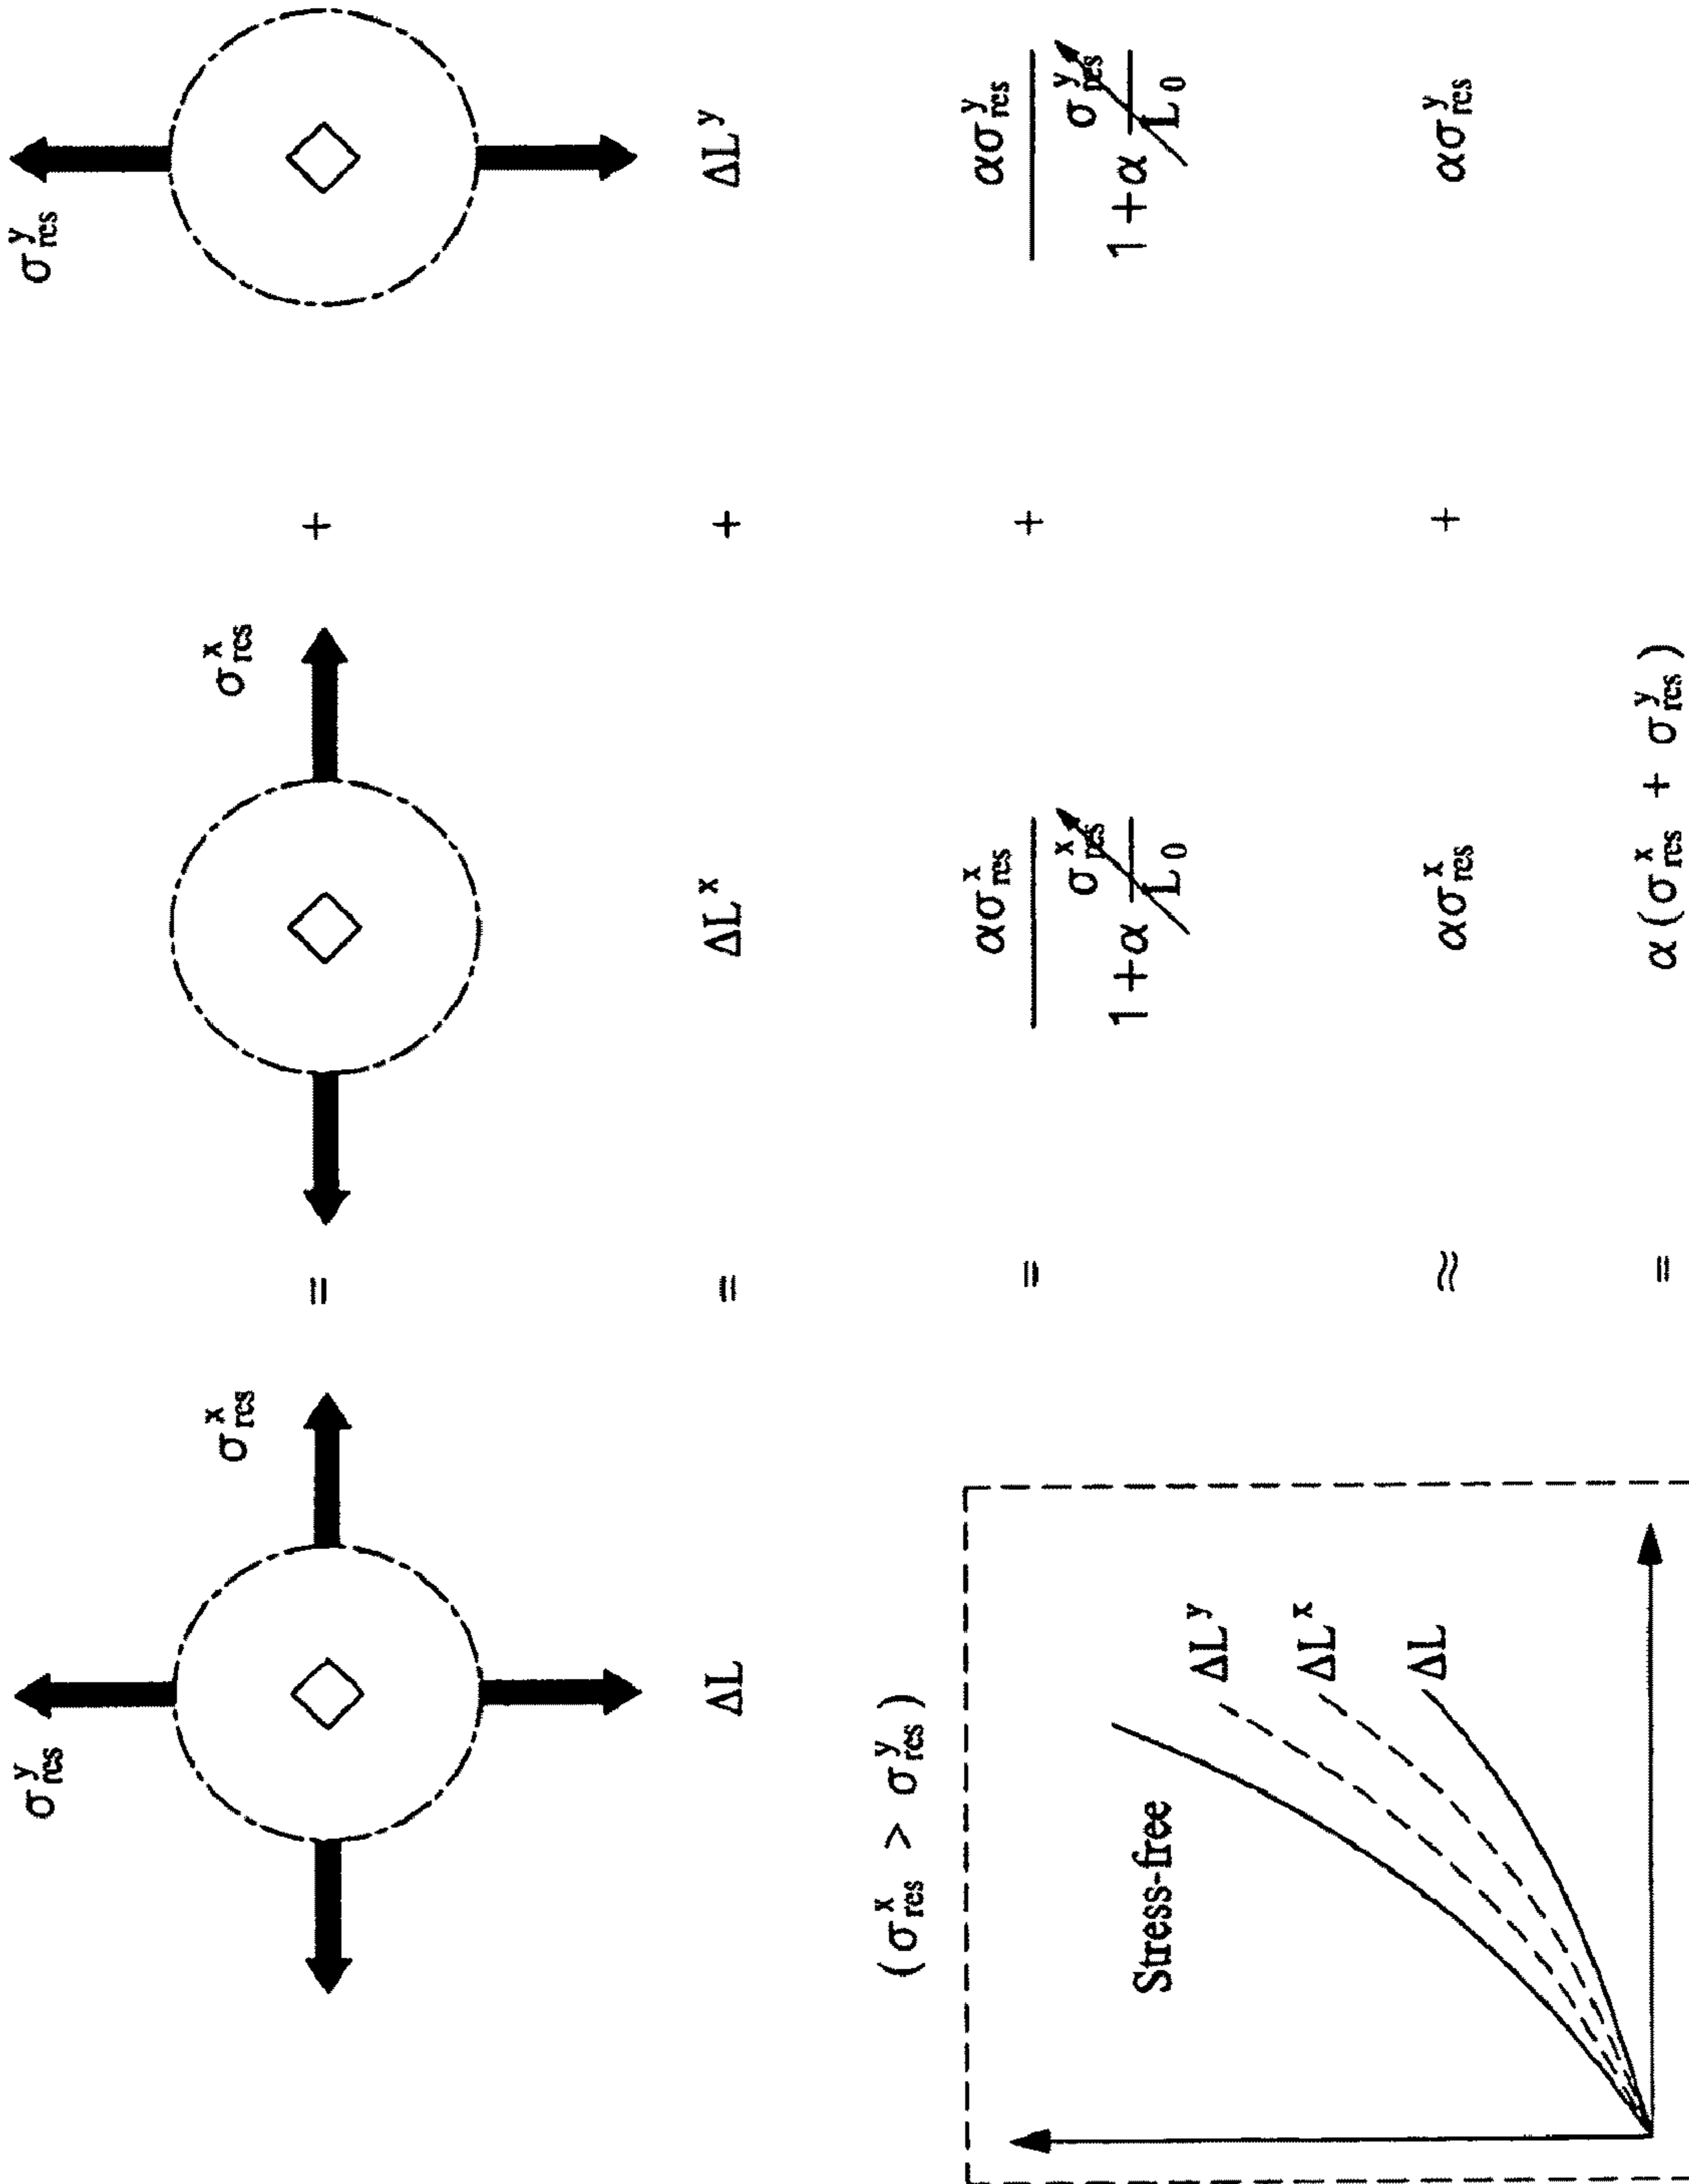 σ^y_res σ^y_res
σ^x_res σ^x_res
= +
ΔL = ΔL^x + ΔL^y
(σ^x_res > σ^y_res)
= ασ^x_res / (1+α σ^x_res / L_0) + ασ^y_res / (1+α σ^y_res / L_0)
Stress-free
ΔL^y
ΔL^x
ΔL
≈ ασ^x_res + ασ^y_res
= α(σ^x_res + σ^y_res)